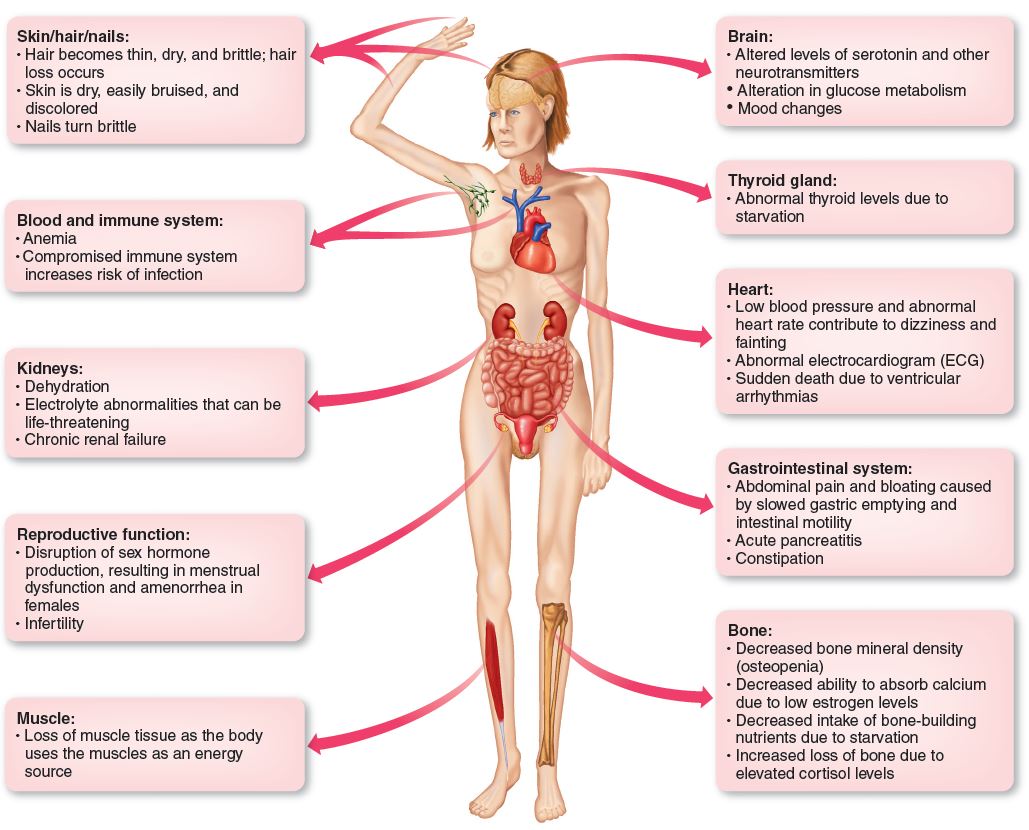 Skin/hair/nails:
• Hair becomes thin, dry, and brittle; hair
loss occurs
• Skin is dry, easily bruised, and
discolored
• Nails turn brittle
Blood and immune system:
• Anemia
• Compromised immune system
increases risk of infection
Kidneys:
• Dehydration
• Electrolyte abnormalities that can be
life-threatening
• Chronic renal failure
Reproductive function:
• Disruption of sex hormone
production, resulting in menstrual
dysfunction and amenorrhea in
females
• Infertility
Muscle:
• Loss of muscle tissue as the body
uses the muscles as an energy
source
Brain:
• Altered levels of serotonin and other
neurotransmitters
• Alteration in glucose metabolism
• Mood changes
Thyroid gland:
• Abnormal thyroid levels due to
starvation
Heart:
• Low blood pressure and abnormal
heart rate contribute to dizziness and
fainting
• Abnormal electrocardiogram (ECG)
• Sudden death due to ventricular
arrhythmias
Gastrointestinal system:
• Abdominal pain and bloating caused
by slowed gastric emptying and
intestinal motility
• Acute pancreatitis
• Constipation
Bone:
• Decreased bone mineral density
(osteopenia)
• Decreased ability to absorb calcium
due to low estrogen levels
• Decreased intake of bone-building
nutrients due to starvation
• Increased loss of bone due to
elevated cortisol levels